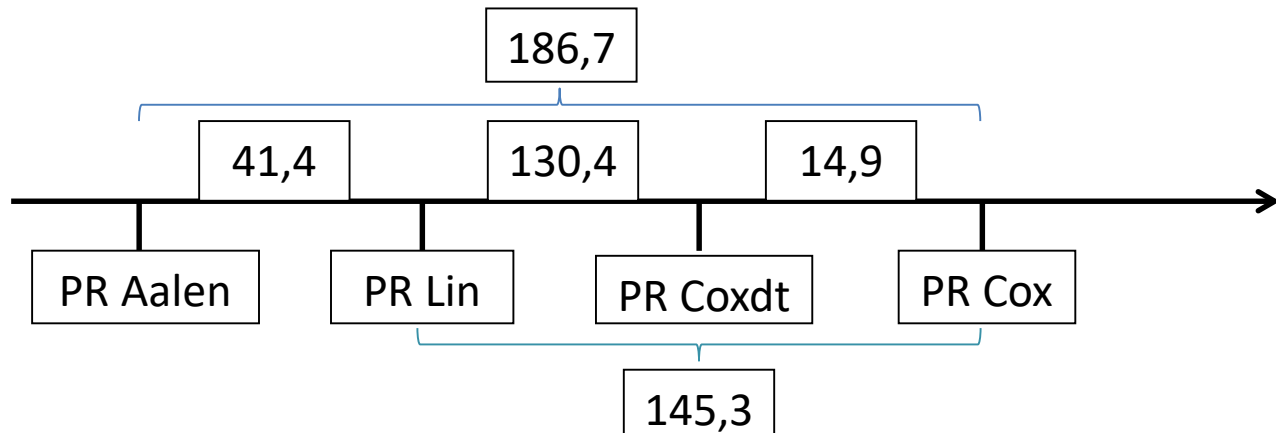 186,7
41,4
130,4
14,9
PR Aalen
PR Lin
PR Coxdt
PR Cox
145,3